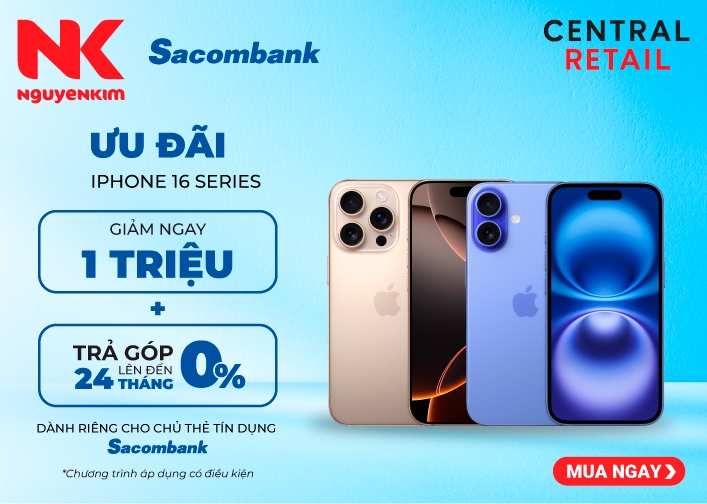 NK
NGUYENKIM
Sacombank
CENTRAL
RETAIL
ƯU ĐÃI
IPHONE 16 SERIES
GIẢM NGAY
1 TRIỆU
+
TRẢ GÓP 0%
LÊN ĐẾN
24 THÁNG
DÀNH RIÊNG CHO CHỦ THẺ TÍN DỤNG
Sacombank
*Chương trình áp dụng có điều kiện
MUA NGAY